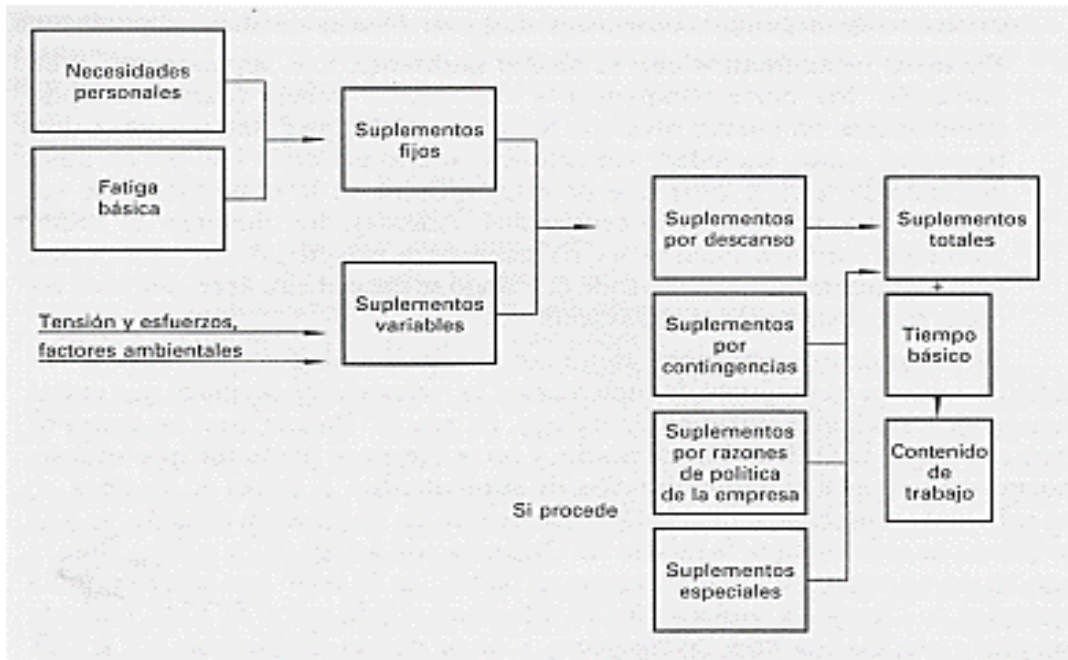 Necesidades
personales
Fatiga
básica
Tensión y esfuerzos,
factores ambientales
Suplementos
fijos
Suplementos
variables
Suplementos
por descanso
Suplementos
por
contingencias
Suplementos
por razones
de política
de la empresa
Si procede
Suplementos
especiales
Suplementos
totales
+
Tiempo
básico
Contenido
de
trabajo